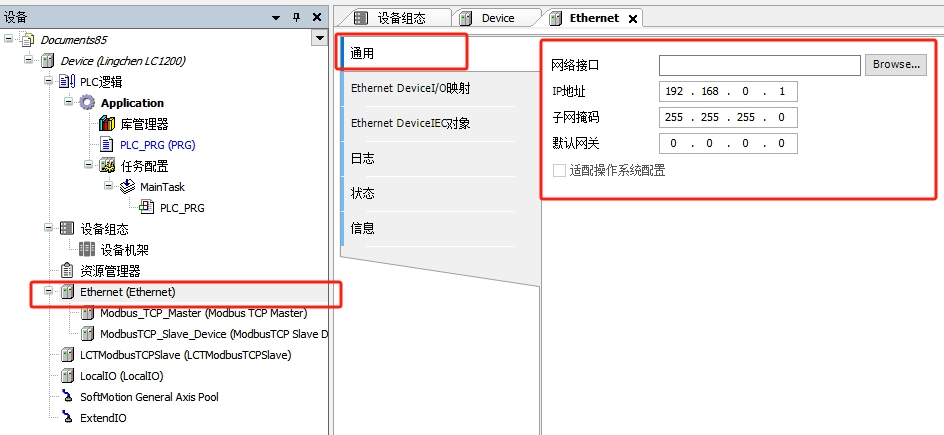 设备
Documents85
Device (Lingchen LC1200)
PLC逻辑
Application
库管理器
PLC_PRG (PRG)
任务配置
MainTask
PLC_PRG
设备组态
设备机架
资源管理器
Ethernet (Ethernet)
Modbus_TCP_Master (Modbus TCP Master)
ModbusTCP_Slave_Device (ModbusTCP Slave D
LCTModbusTCPSlave (LCTModbusTCPSlave)
LocalIO (LocalIO)
SoftMotion General Axis Pool
ExtendIO
设备组态 Device Ethernet
通用
Ethernet DeviceI/O映射
Ethernet DeviceIEC对象
日志
状态
信息
网络接口 Browse...
IP地址 192 . 168 . 0 . 1
子网掩码 255 . 255 . 255 . 0
默认网关 0 . 0 . 0 . 0
适配操作系统配置